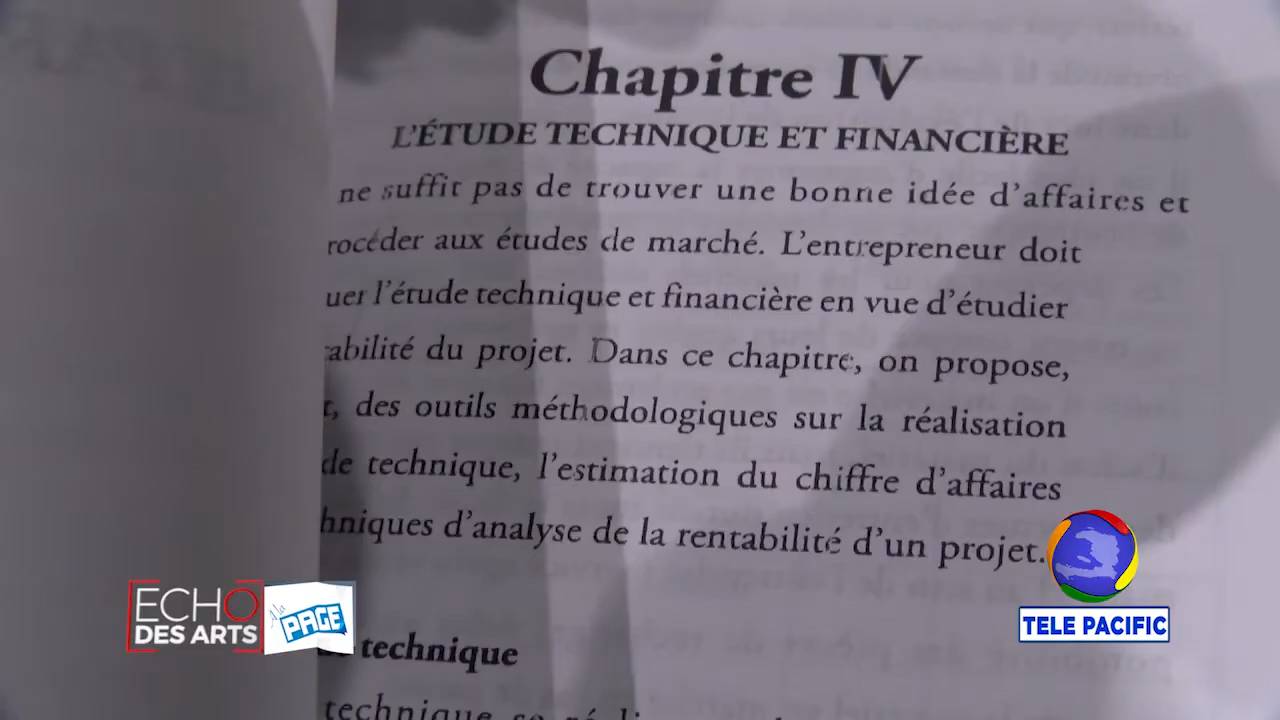 Chapitre IV
L'ÉTUDE TECHNIQUE ET FINANCIÈRE
ne suffit pas de trouver une bonne idée d'affaires et
rocéder aux études de marché. L'entrepreneur doit
uer l'étude technique et financière en vue d'étudier
abilité du projet. Dans ce chapitre, on propose,
t, des outils méthodologiques sur la réalisation
de technique, l'estimation du chiffre d'affaires
hniques d'analyse de la rentabilité d'un projet.
technique
technique
ECHO
DES ARTS
A la
PAGE
TELE PACIFIC